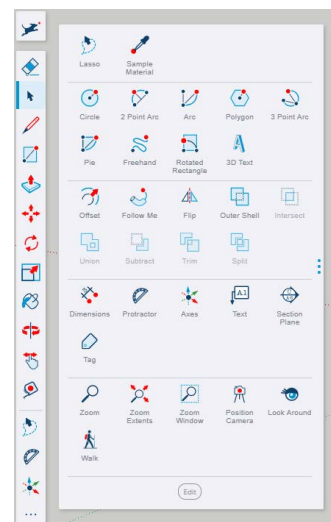 Lasso
Sample
Material
Circle
2 Point Arc
Arc
Polygon
3 Point Arc
Pie
Freehand
Rotated
Rectangle
3D Text
Offset
Follow Me
Flip
Outer Shell
Intersect
Union
Subtract
Trim
Split
Dimensions
Protractor
Axes
A1
Text
Section
Plane
Tag
Zoom
Zoom
Extents
Zoom
Window
Position
Camera
Look Around
Walk
Edit